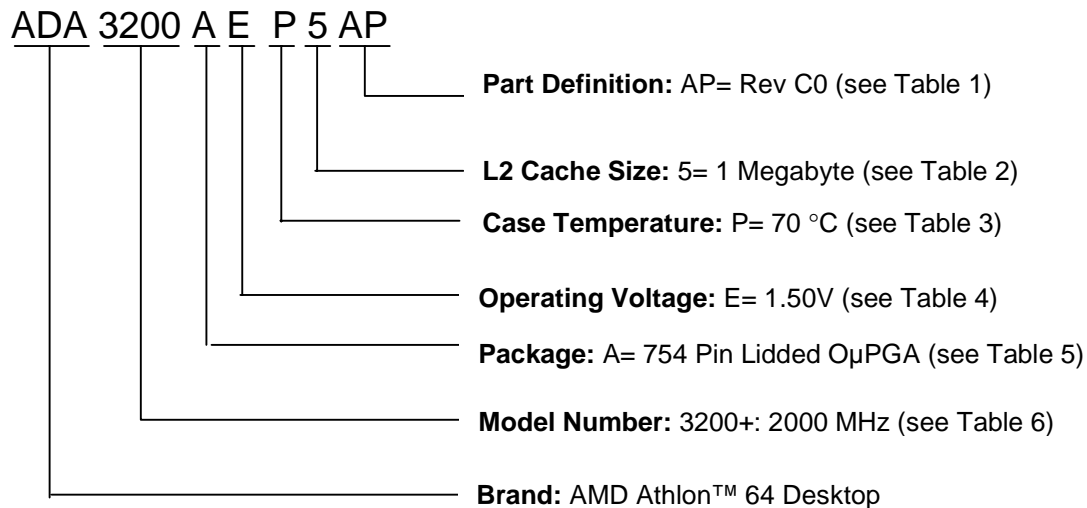 ADA 3200 A E P 5 AP
Part Definition: AP= Rev C0 (see Table 1)
L2 Cache Size: 5= 1 Megabyte (see Table 2)
Case Temperature: P= 70 °C (see Table 3)
Operating Voltage: E= 1.50V (see Table 4)
Package: A= 754 Pin Lidded OµPGA (see Table 5)
Model Number: 3200+: 2000 MHz (see Table 6)
Brand: AMD Athlon™ 64 Desktop